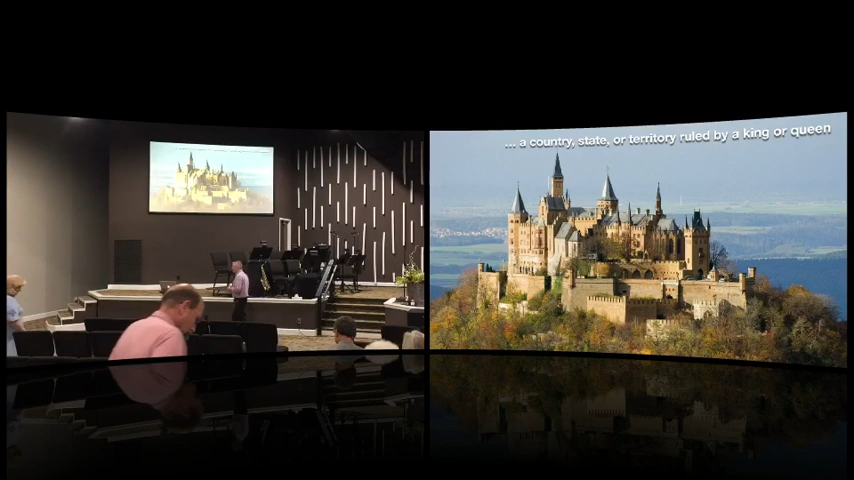 ... a country, state, or territory ruled by a king or queen